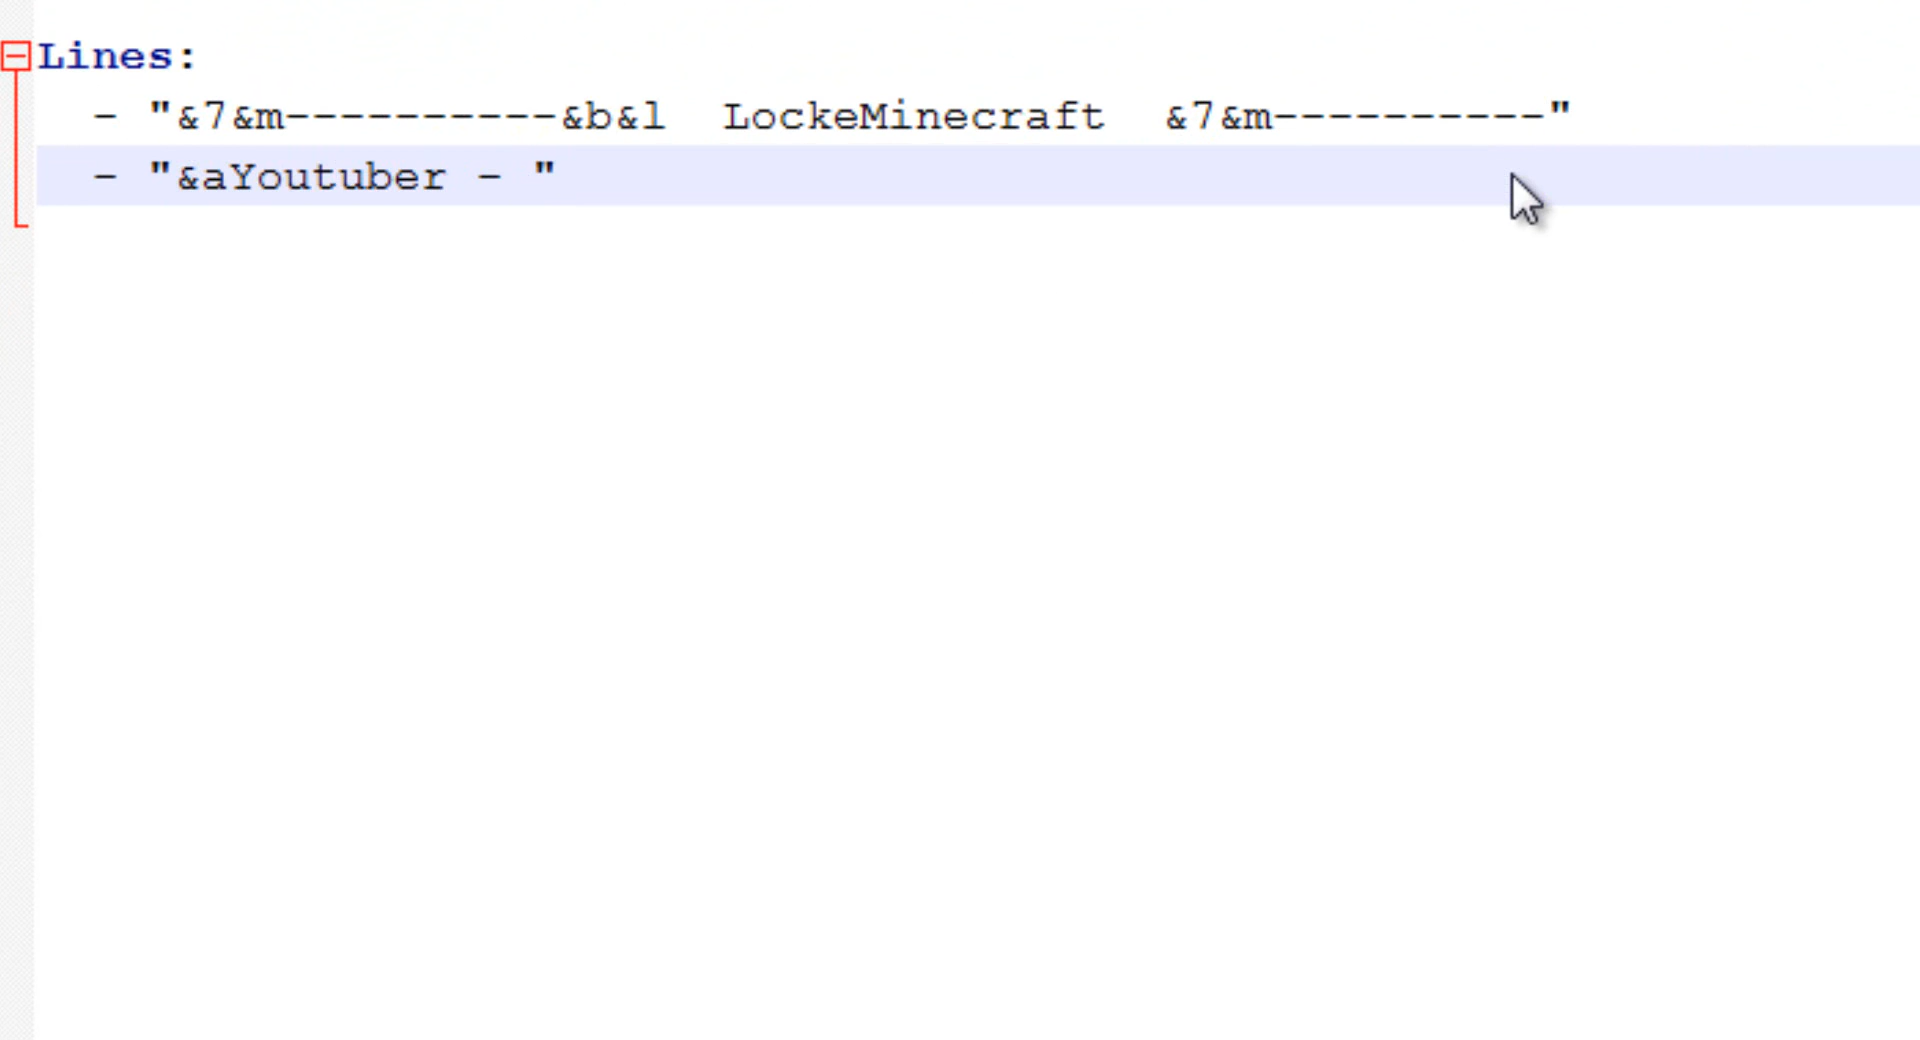 Lines:
  - "&7&m----------&b&l  LockeMinecraft  &7&m----------"
  - "&aYoutuber - "